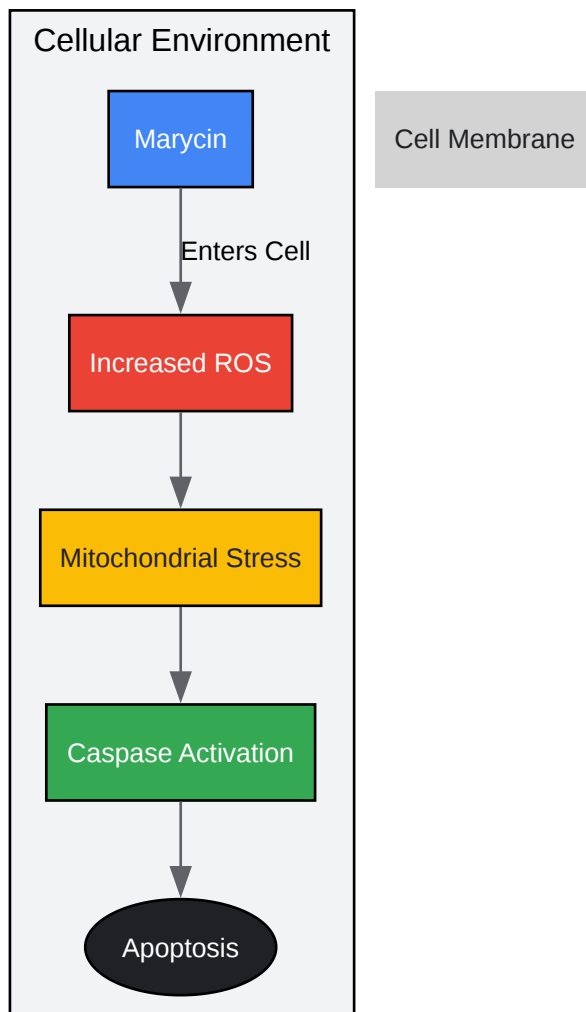 Cellular Environment
Marycin
Cell Membrane
Enters Cell
Increased ROS
Mitochondrial Stress
Caspase Activation
Apoptosis